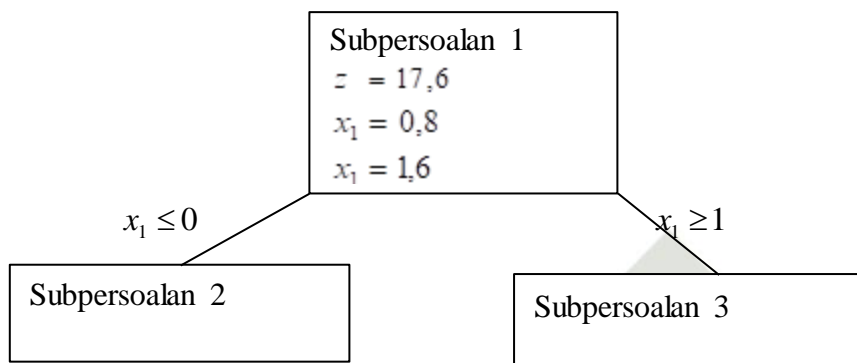 Subpersoalan 1
z = 17,6
x₁ = 0,8
x₁ = 1,6
x₁ ≤ 0
x₁ ≥ 1
Subpersoalan 2
Subpersoalan 3